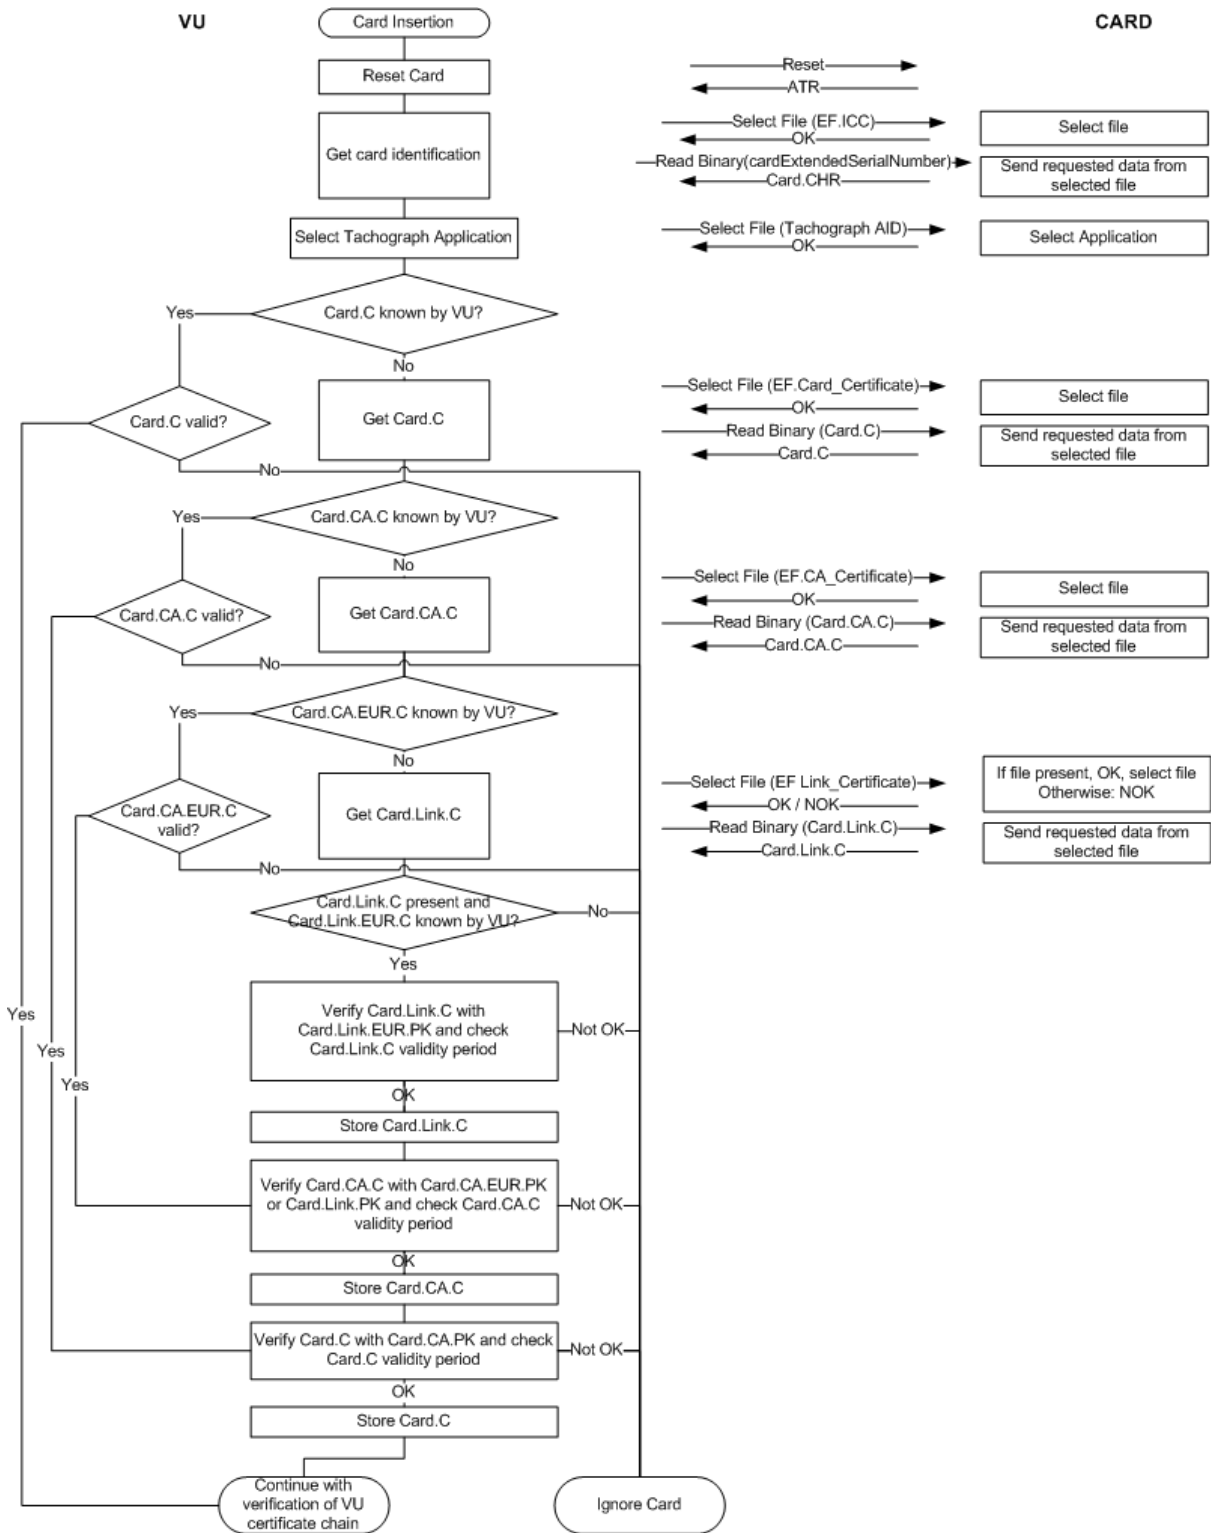 VU
CARD
Card Insertion
Reset Card
Reset
ATR
Get card identification
Select File (EF.ICC)
OK
Select file
Read Binary(cardExtendedSerialNumber)
Card.CHR
Send requested data from
selected file
Select Tachograph Application
Select File (Tachograph AID)
OK
Select Application
Card.C known by VU?
Yes
No
Card.C valid?
Get Card.C
Select File (EF.Card_Certificate)
OK
Select file
Read Binary (Card.C)
Card.C
Send requested data from
selected file
No
Card.CA.C known by VU?
Yes
No
Card.CA.C valid?
Get Card.CA.C
Select File (EF.CA_Certificate)
OK
Select file
Read Binary (Card.CA.C)
Card.CA.C
Send requested data from
selected file
No
Card.CA.EUR.C known by VU?
Yes
No
Card.CA.EUR.C
valid?
Get Card.Link.C
Select File (EF Link_Certificate)
OK / NOK
If file present, OK, select file
Otherwise: NOK
Read Binary (Card.Link.C)
Card.Link.C
Send requested data from
selected file
No
Card.Link.C present and
Card.Link.EUR.C known by VU?
No
Yes
Verify Card.Link.C with
Card.Link.EUR.PK and check
Card.Link.C validity period
Not OK
Yes
Yes
Yes
OK
Store Card.Link.C
Verify Card.CA.C with Card.CA.EUR.PK
or Card.Link.PK and check Card.CA.C
validity period
Not OK
OK
Store Card.CA.C
Verify Card.C with Card.CA.PK and check
Card.C validity period
Not OK
OK
Store Card.C
Continue with
verification of VU
certificate chain
Ignore Card